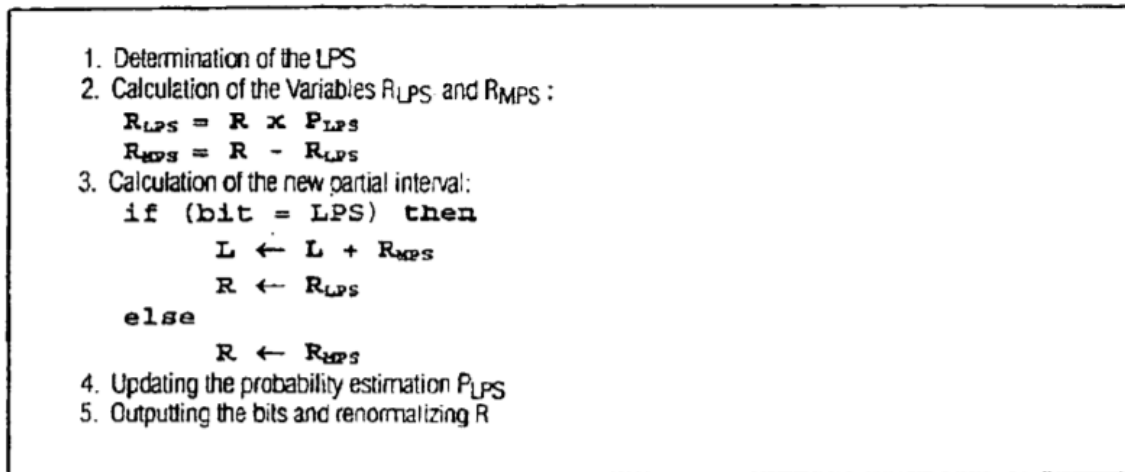 1. Determination of the LPS
2. Calculation of the Variables RLPS and RMPS :
RLPS = R x PLPS
RMPS = R - RLPS
3. Calculation of the new partial interval:
if (bit = LPS) then
L ← L + RMPS
R ← RLPS
else
R ← RMPS
4. Updating the probability estimation PLPS
5. Outputting the bits and renormalizing R